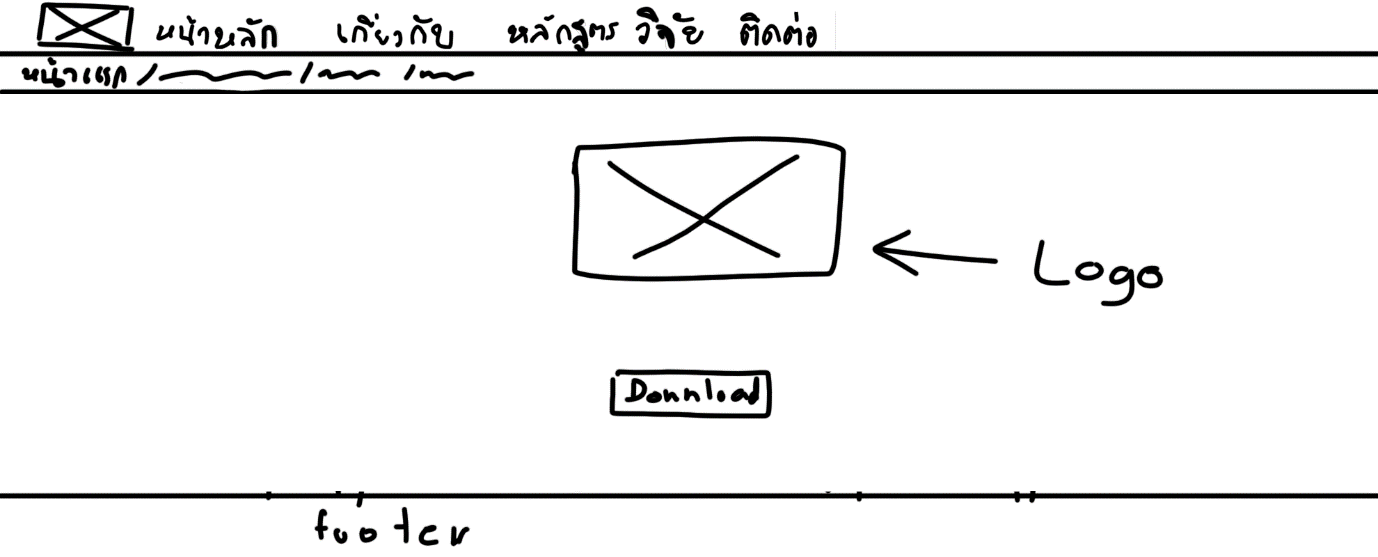 หน้าหลัก เกี่ยวกับ หลักสูตร วิจัย ติดต่อ
หน้าแรก / / /
Logo
Download
footer